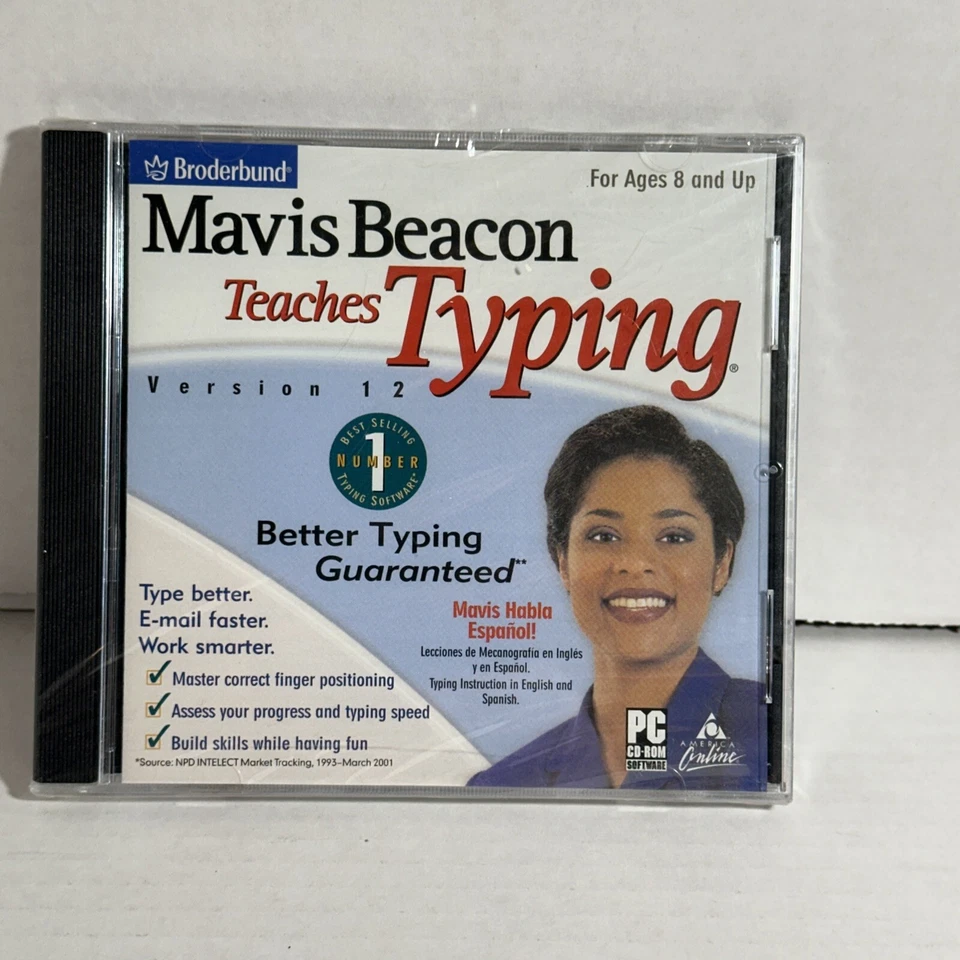 Broderbund®
For Ages 8 and Up
Mavis Beacon
Teaches Typing®
Version 12
BEST SELLING
NUMBER 1
TYPING SOFTWARE*
Better Typing
Guaranteed**
Type better.
E-mail faster.
Work smarter.
Master correct finger positioning
Assess your progress and typing speed
Build skills while having fun
*Source: NPD INTELECT Market Tracking, 1993–March 2001
Mavis Habla
Español!
Lecciones de Mecanografía en Inglés
y en Español.
Typing Instruction in English and
Spanish.
PC
CD-ROM
SOFTWARE
AMERICA
Online